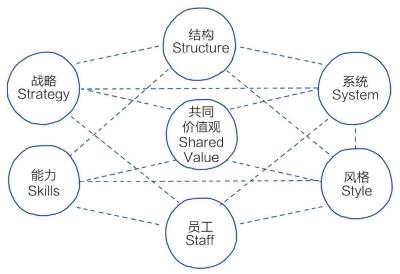 结构
Structure
战略
Strategy
系统
System
共同
价值观
Shared
Value
能力
Skills
风格
Style
员工
Staff